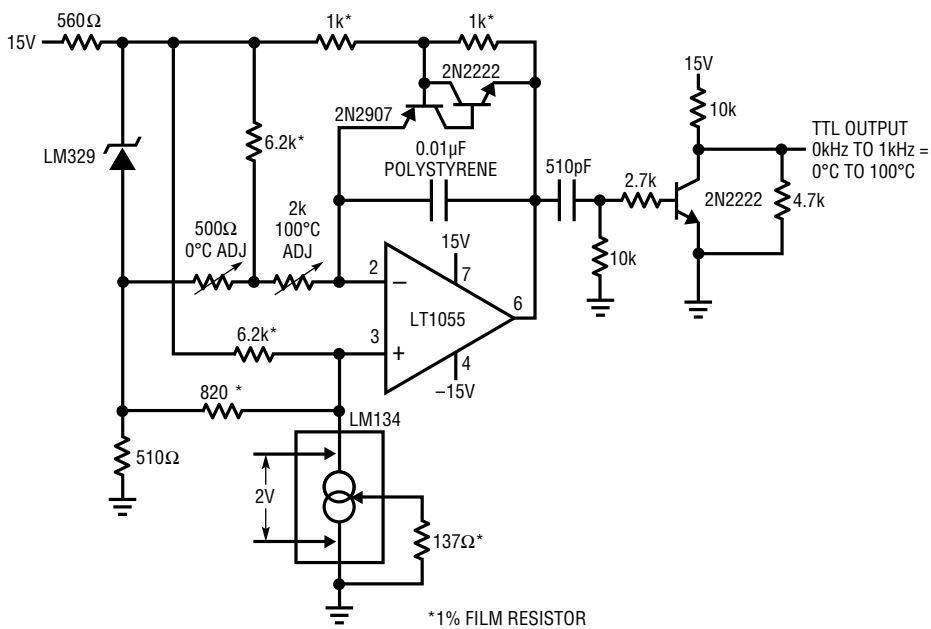 560Ω
1k*
1k*
15V
2N2222
15V
2N2907
10k
LM329
6.2k*
0.01µF
POLYSTYRENE
510pF
TTL OUTPUT
0kHz TO 1kHz =
0°C TO 100°C
2.7k
2N2222
4.7k
500Ω
0°C ADJ
2k
100°C
ADJ
15V
10k
2
7
–
LT1055
6
6.2k*
3
+
4
–15V
820 *
LM134
510Ω
2V
137Ω*
*1% FILM RESISTOR